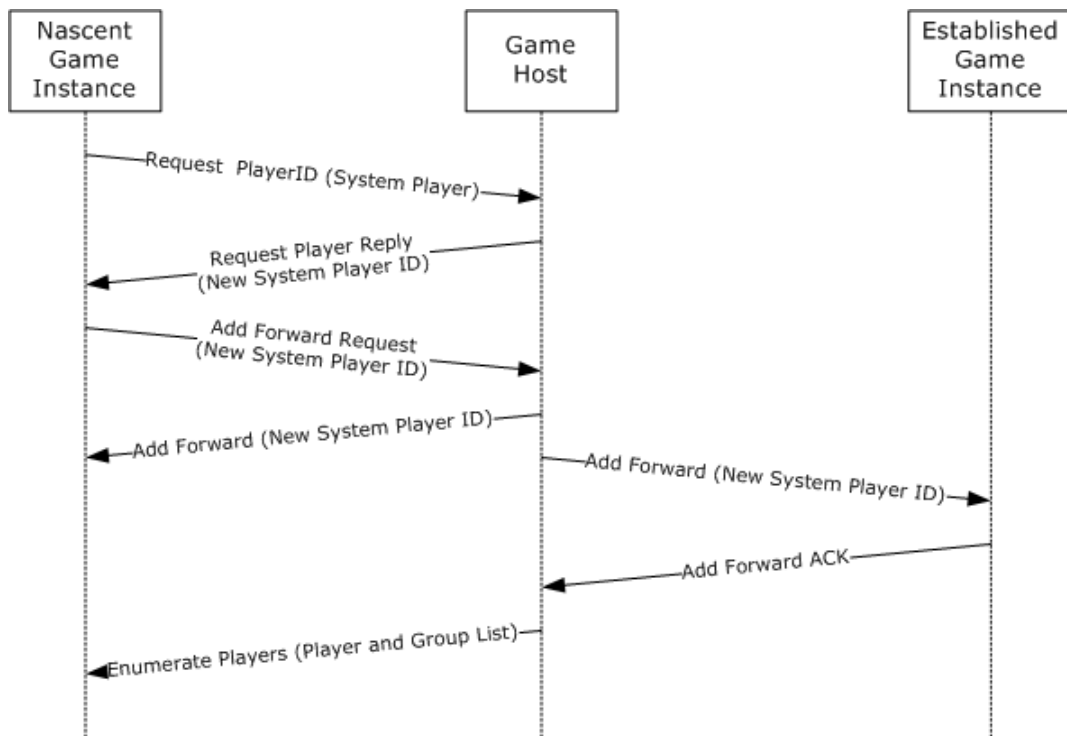 Nascent
Game
Instance
Game
Host
Established
Game
Instance
Request  PlayerID (System Player)
Request Player Reply
(New System Player ID)
Add Forward Request
(New System Player ID)
Add Forward (New System Player ID)
Add Forward (New System Player ID)
Add Forward ACK
Enumerate Players (Player and Group List)